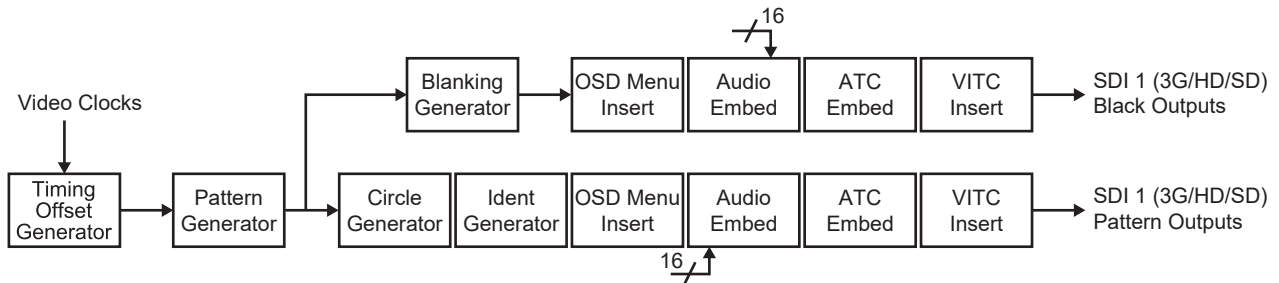 16
Blanking
Generator
OSD Menu
Insert
Audio
Embed
ATC
Embed
VITC
Insert
SDI 1 (3G/HD/SD)
Black Outputs
Video Clocks
Timing
Offset
Generator
Pattern
Generator
Circle
Generator
Ident
Generator
OSD Menu
Insert
Audio
Embed
ATC
Embed
VITC
Insert
SDI 1 (3G/HD/SD)
Pattern Outputs
16